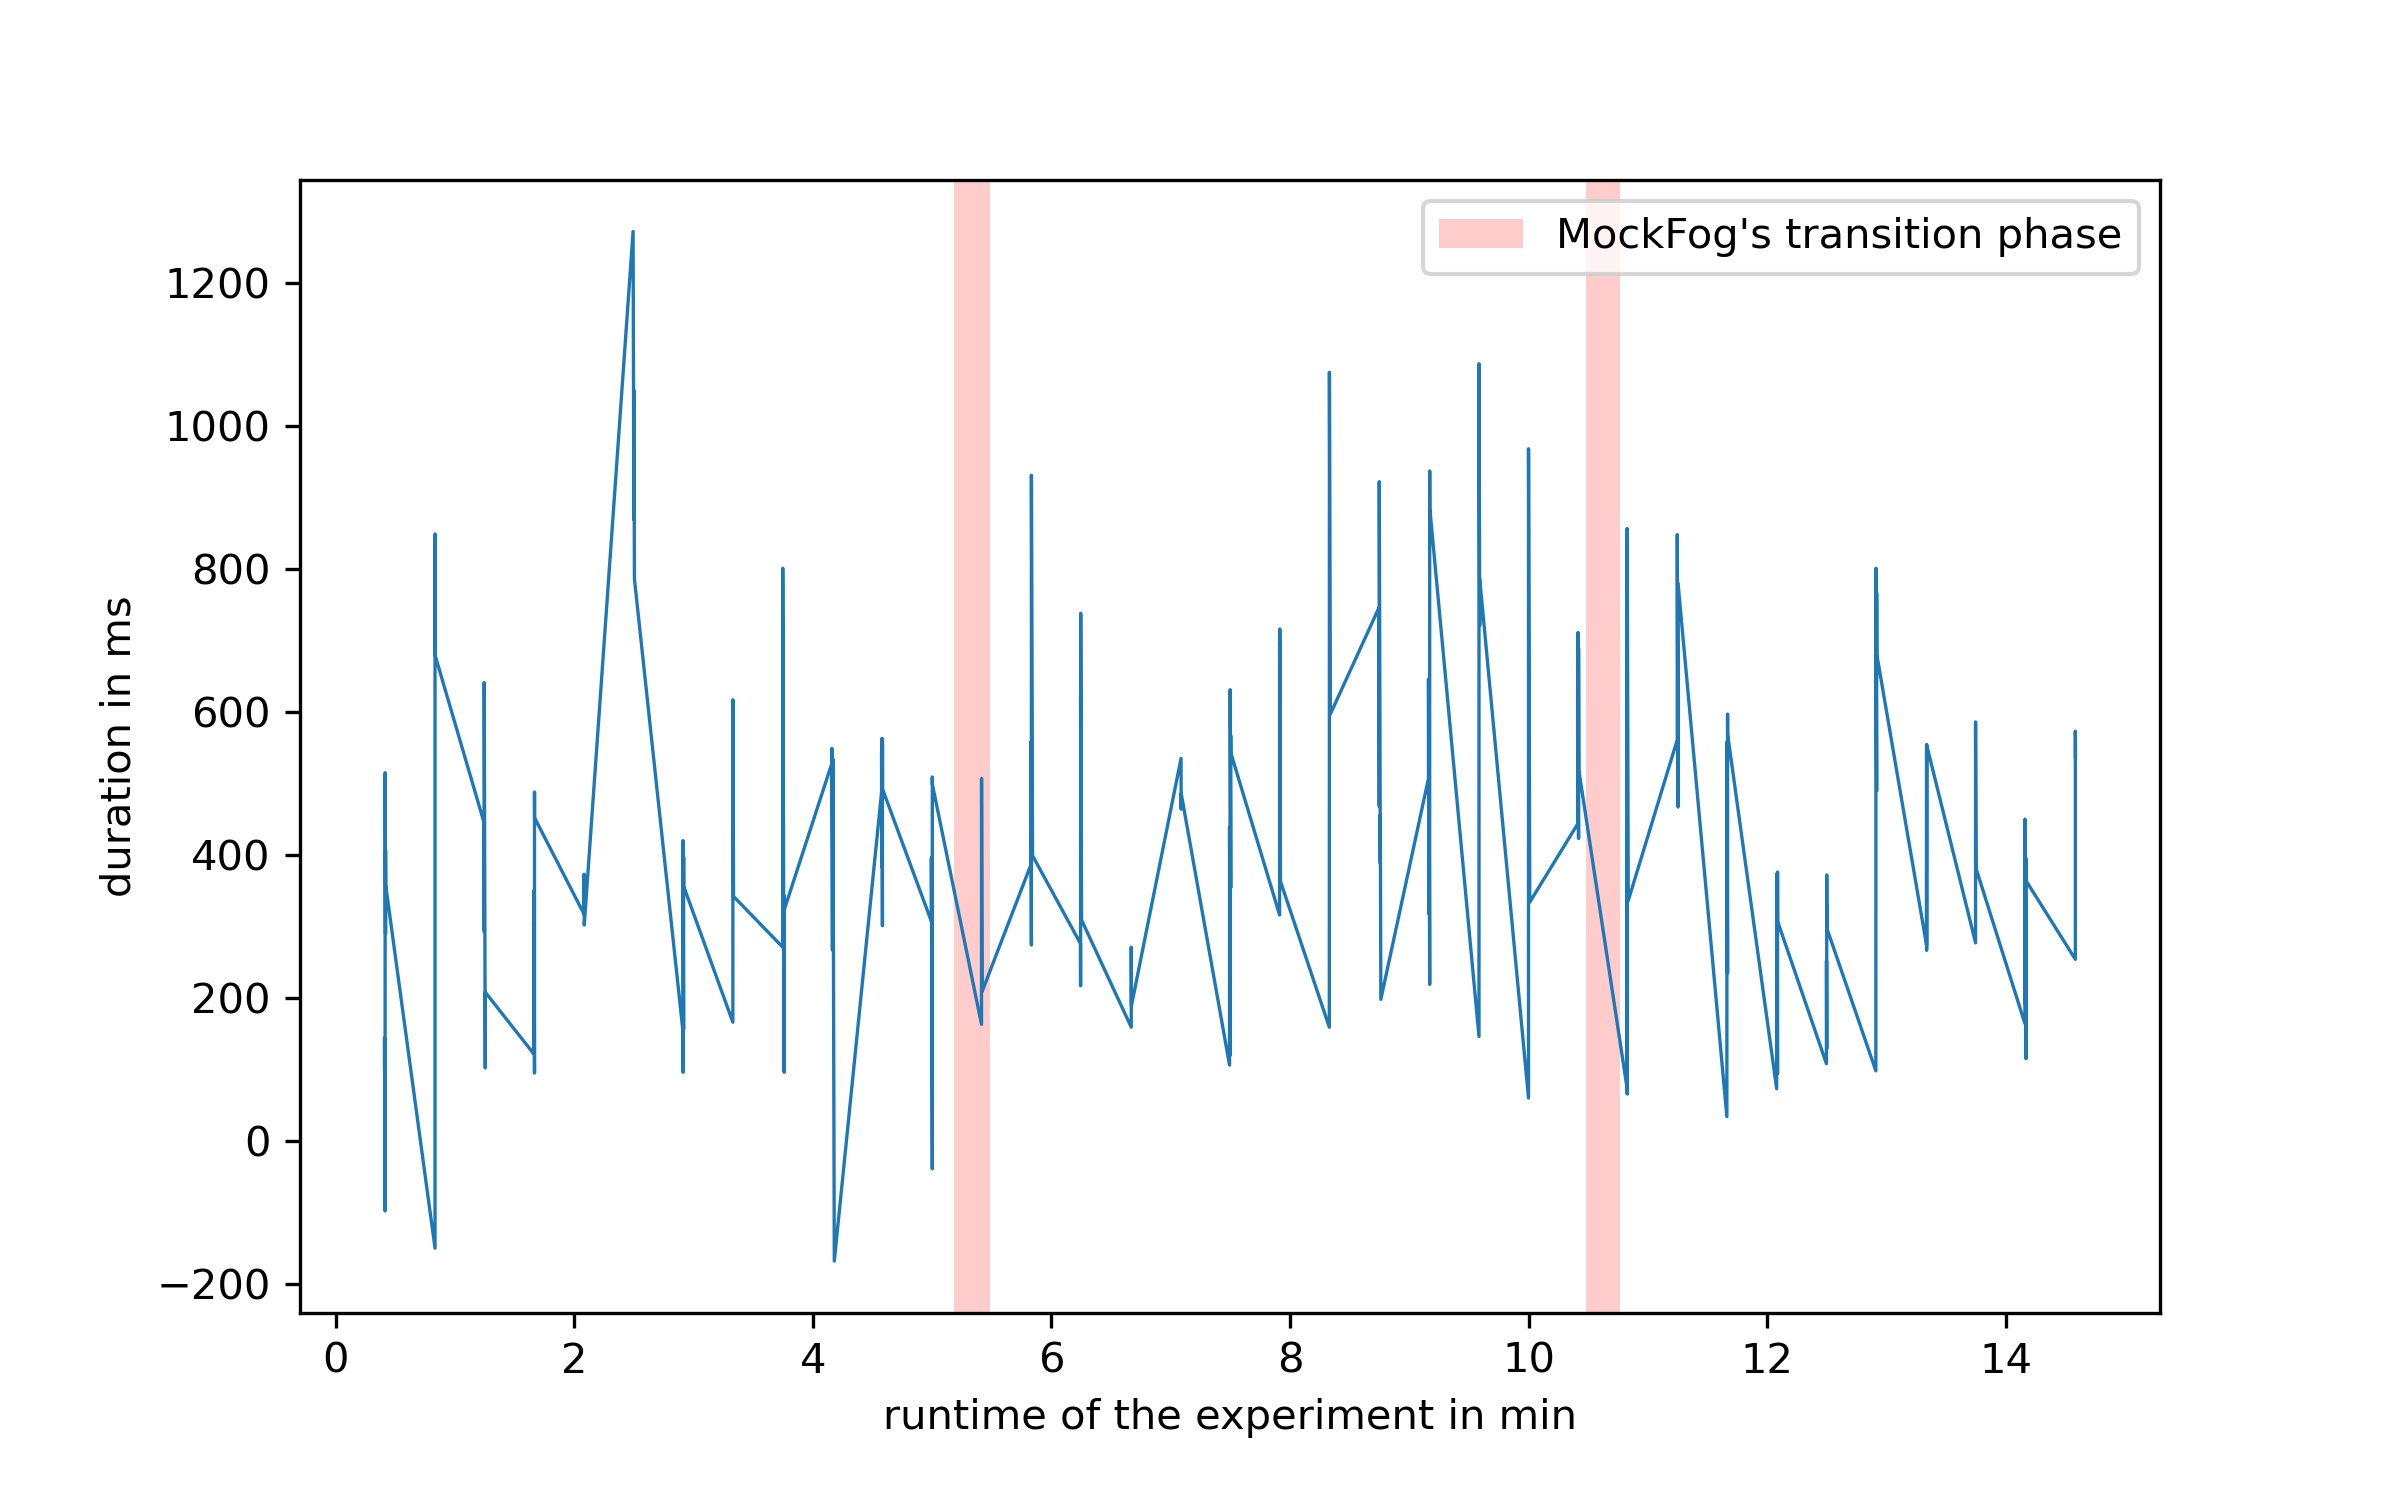 MockFog's transition phase
1200
1000
800
600
400
200
0
−200
duration in ms
0 2 4 6 8 10 12 14
runtime of the experiment in min